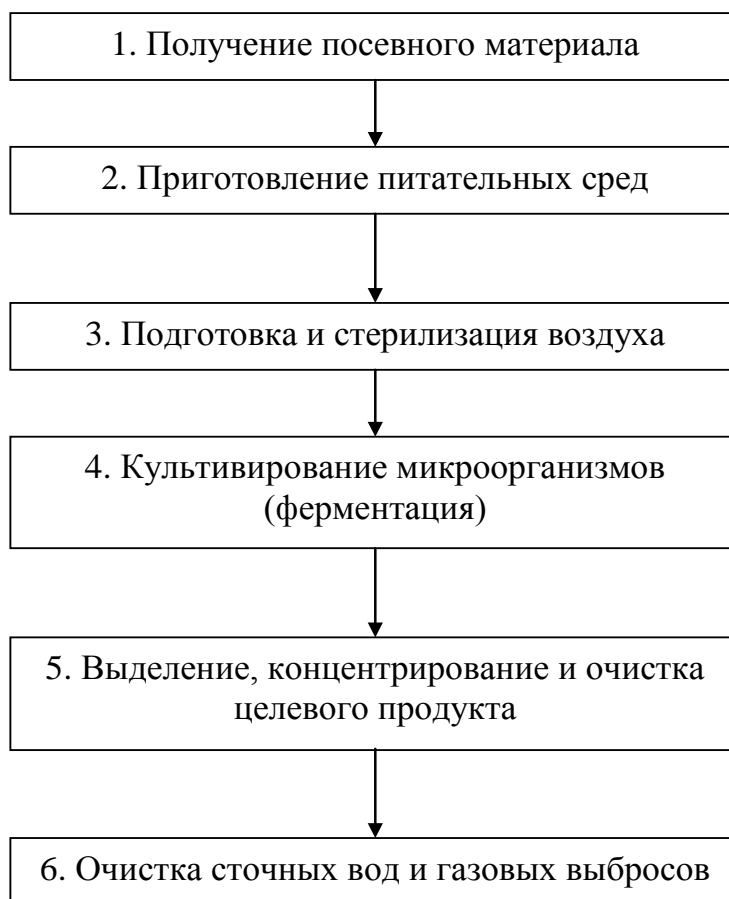 1. Получение посевного материала
2. Приготовление питательных сред
3. Подготовка и стерилизация воздуха
4. Культивирование микроорганизмов
(ферментация)
5. Выделение, концентрирование и очистка
целевого продукта
6. Очистка сточных вод и газовых выбросов